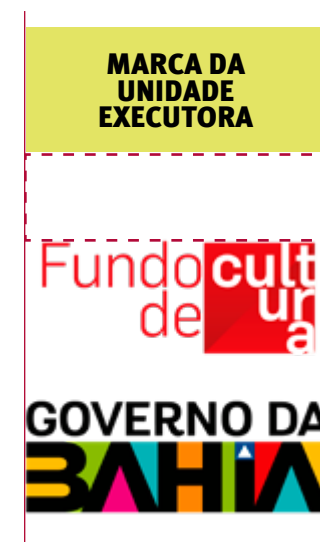 MARCA DA
UNIDADE
EXECUTORA
Fundo cult
de ur
a
GOVERNO DA
BAHIA